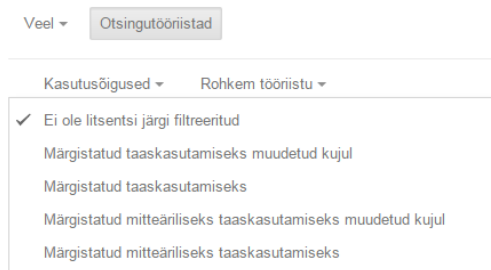 Veel Otsingutööriistad
Kasutusõigused Rohkem tööriistu
Ei ole litsentsi järgi filtreeritud
Märgistatud taaskasutamiseks muudetud kujul
Märgistatud taaskasutamiseks
Märgistatud mitteäriliseks taaskasutamiseks muudetud kujul
Märgistatud mitteäriliseks taaskasutamiseks